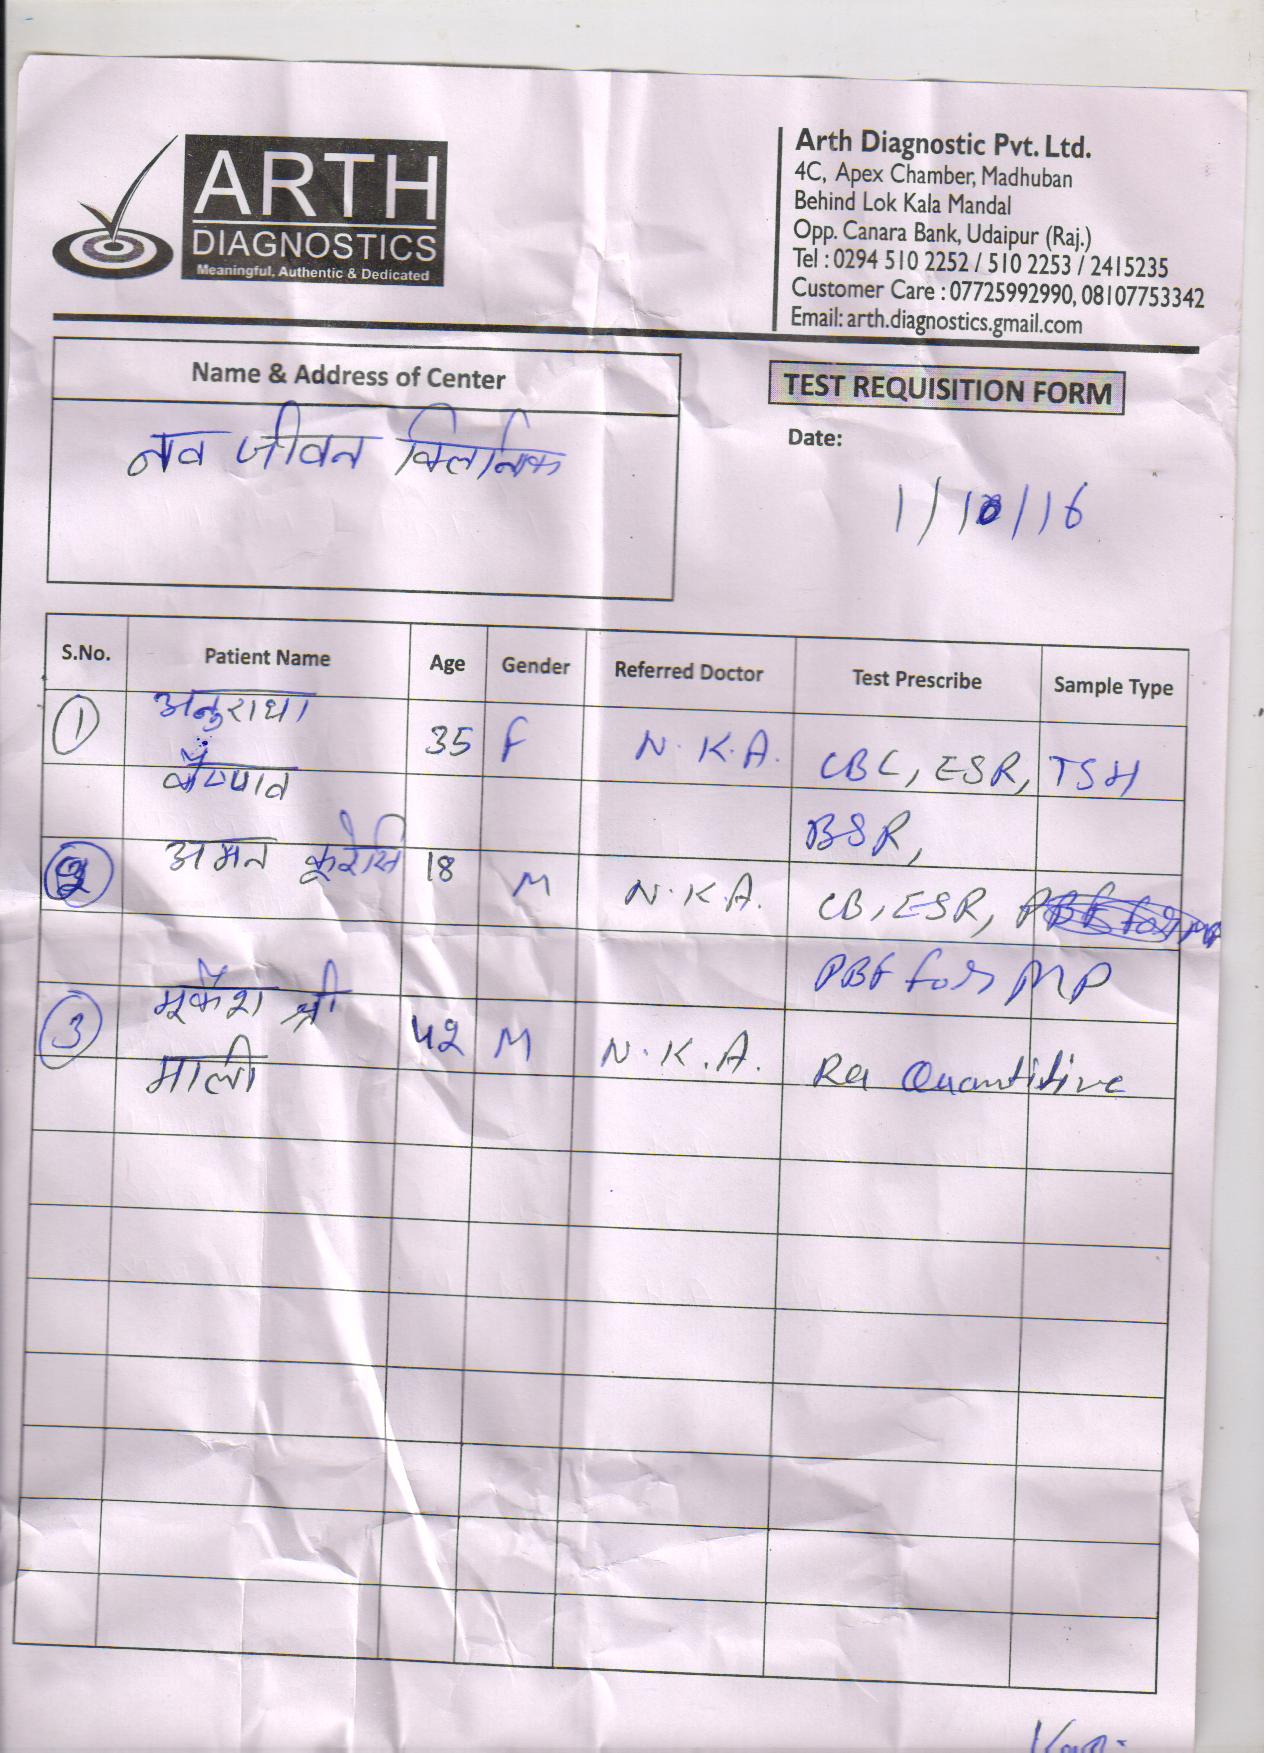 ARTH
DIAGNOSTICS
Meaningful, Authentic & Dedicated
Arth Diagnostic Pvt. Ltd.
4C, Apex Chamber, Madhuban
Behind Lok Kala Mandal
Opp. Canara Bank, Udaipur (Raj.)
Tel : 0294 510 2252 / 510 2253 / 2415235
Customer Care : 07725992990, 08107753342
Email: arth.diagnostics.gmail.com
Name & Address of Center
नव जीवन क्लिनिक
TEST REQUISITION FORM
Date:
1/10/16
S.No. Patient Name Age Gender Referred Doctor Test Prescribe Sample Type
1 अनुराधा 35 F N.K.A. CBC, ESR, TSH
BSR,
2 अमन 18 M N.K.A. CB, ESR,
PBF for MP
3 मूकेश श्री 42 M N.K.A. Ra Quantitive
माली